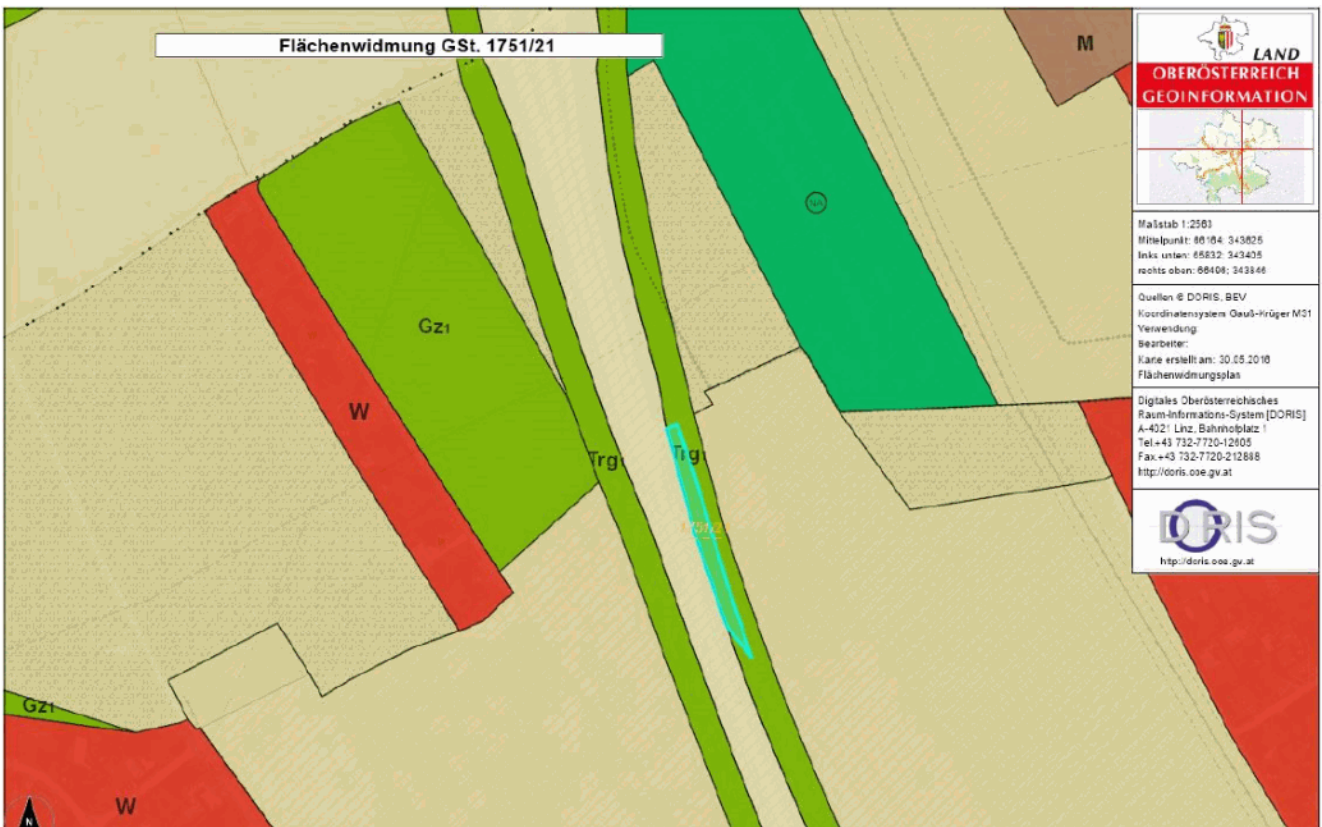 Flächenwidmung GSt. 1751/21
M
LAND
OBERÖSTERREICH
GEOINFORMATION
NA
Gz1
W
Trg1
Trg1
Gz1
W
N
Maßstab 1:2563
Mittelpunkt: 66164; 343625
links unten: 65832; 343405
rechts oben: 66496; 343846
Quellen © DORIS, BEV
Koordinatensystem Gauß-Krüger M31
Verwendung:
Bearbeiter:
Karte erstellt am: 30.05.2016
Flächenwidmungsplan
Digitales Oberösterreichisches
Raum-Informations-System [DORIS]
A-4021 Linz, Bahnhofplatz 1
Tel.+43 732-7720-12605
Fax.+43 732-7720-212888
http://doris.ooe.gv.at
DORIS
http://doris.ooe.gv.at